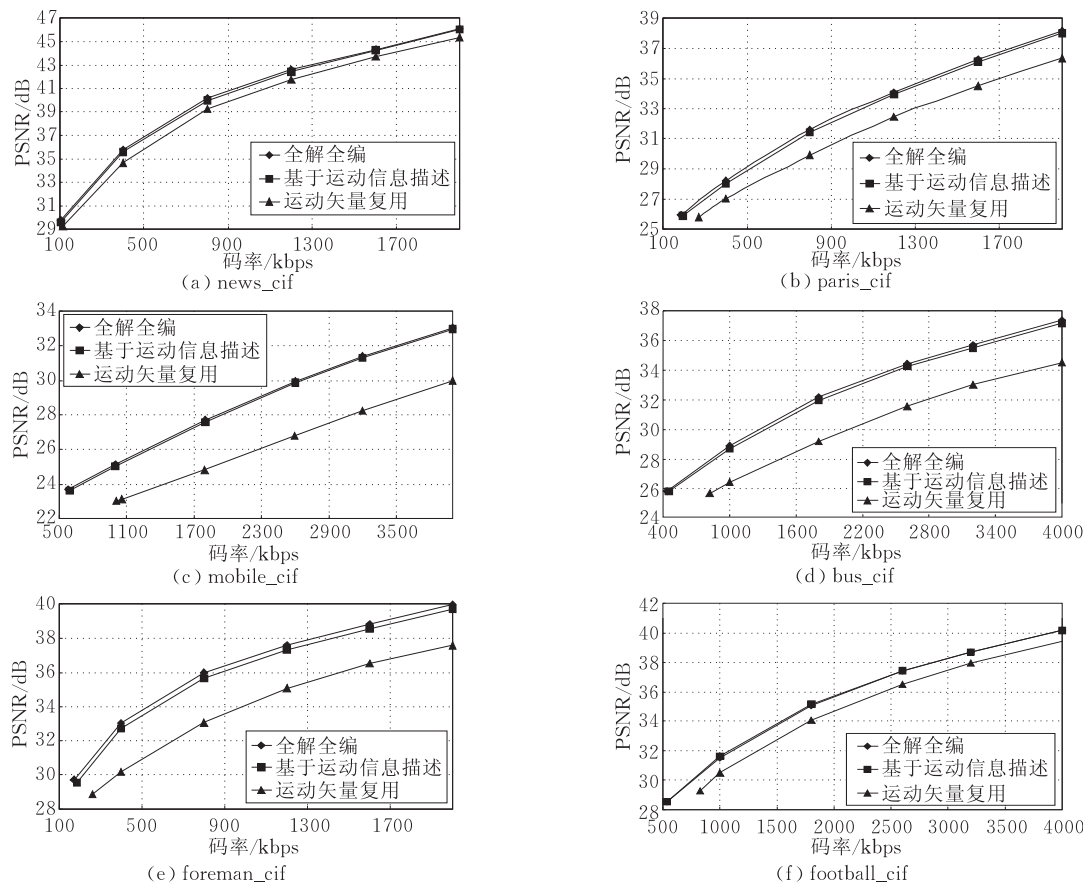 47
45
43
41
39
37
35
33
31
29
PSNR/dB
全解全编
基于运动信息描述
运动矢量复用
100 500 900 1300 1700
码率/kbps
(a) news_cif
39
37
35
33
31
29
27
25
PSNR/dB
全解全编
基于运动信息描述
运动矢量复用
100 500 900 1300 1700
码率/kbps
(b) paris_cif
34
32
30
28
26
24
22
PSNR/dB
全解全编
基于运动信息描述
运动矢量复用
500 1100 1700 2300 2900 3500
码率/kbps
(c) mobile_cif
38
36
34
32
30
28
26
24
PSNR/dB
全解全编
基于运动信息描述
运动矢量复用
400 1000 1600 2200 2800 3400 4000
码率/kbps
(d) bus_cif
40
38
36
34
32
30
28
PSNR/dB
全解全编
基于运动信息描述
运动矢量复用
100 500 900 1300 1700
码率/kbps
(e) foreman_cif
42
40
38
36
34
32
30
28
PSNR/dB
全解全编
基于运动信息描述
运动矢量复用
500 1000 1500 2000 2500 3000 3500 4000
码率/kbps
(f) football_cif